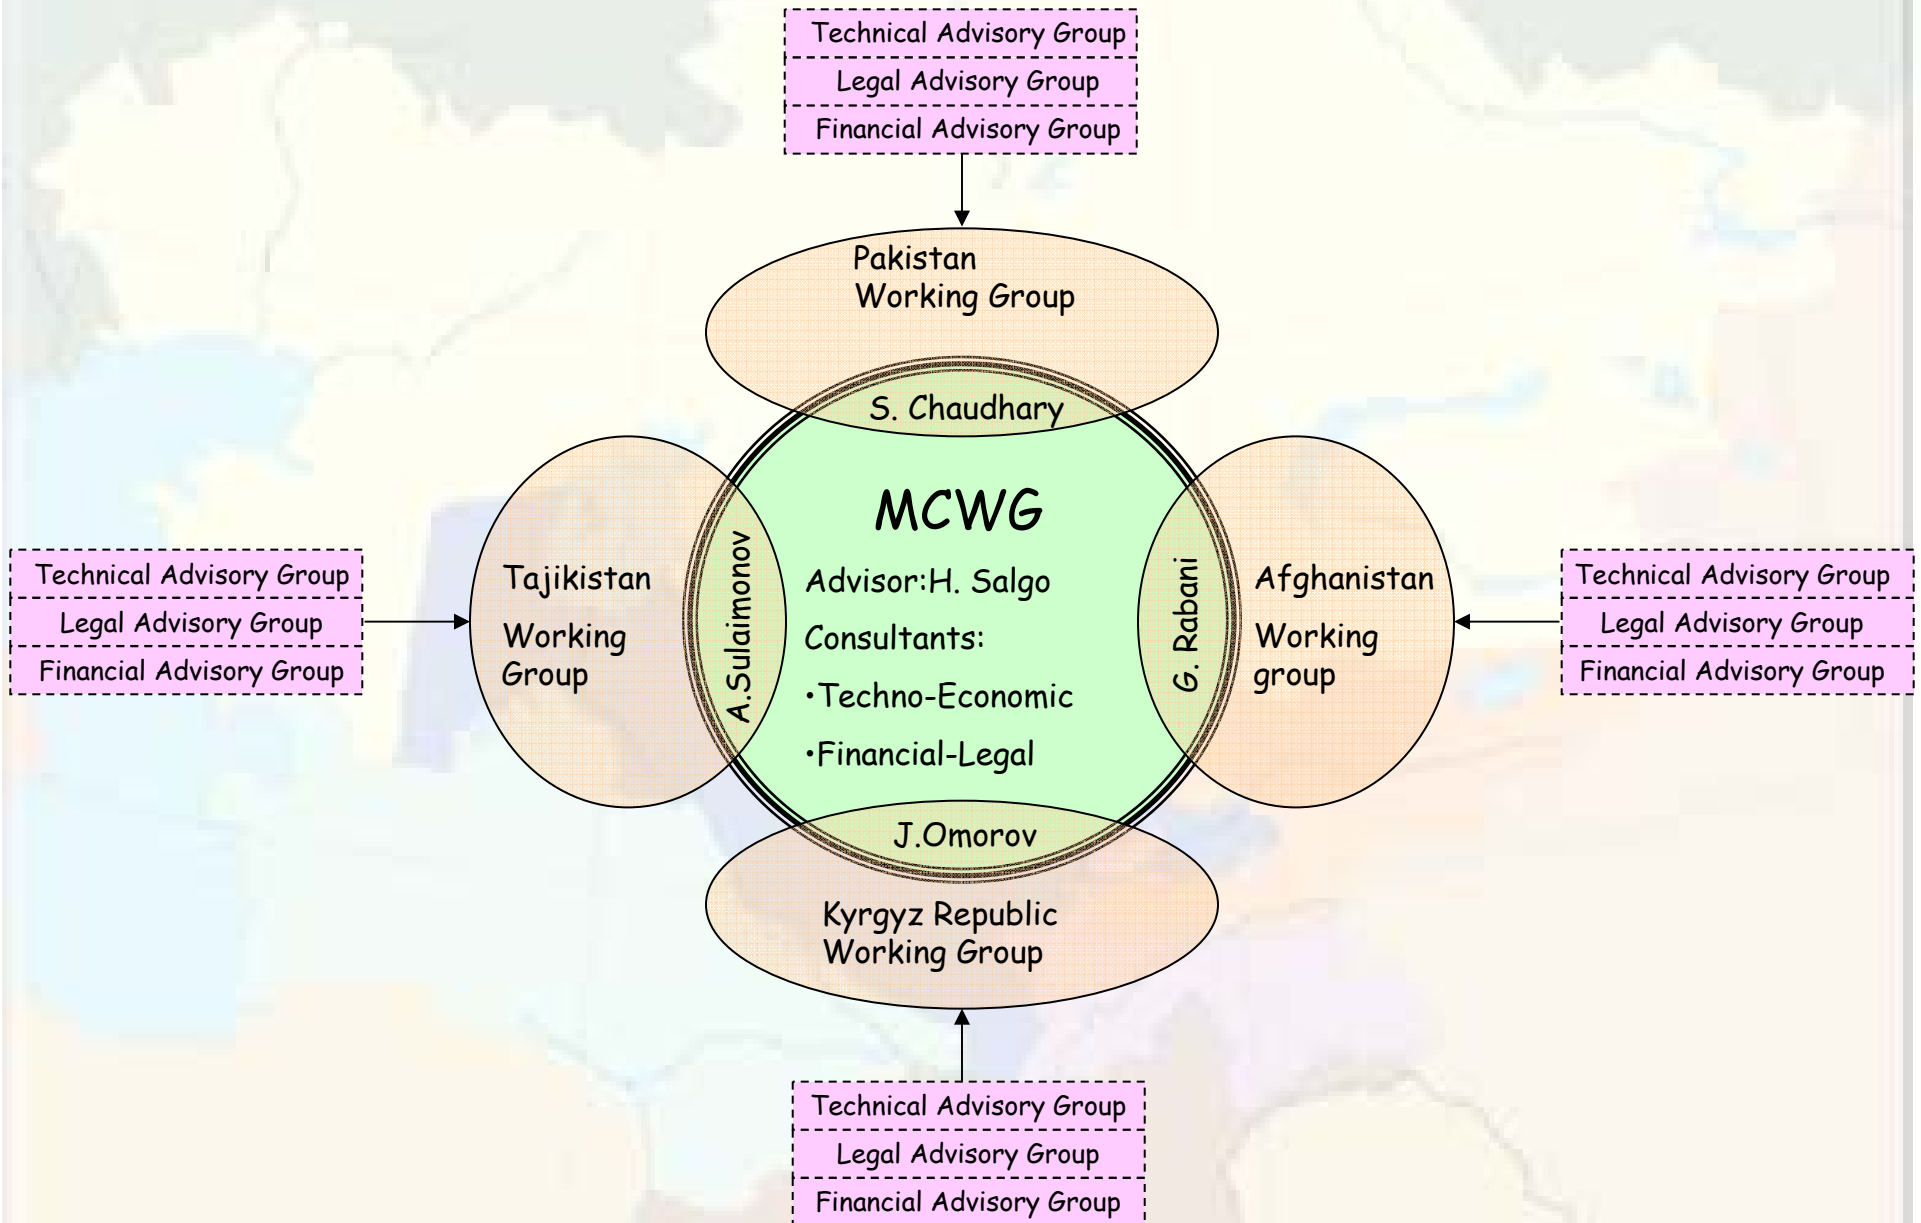 Technical Advisory Group
Legal Advisory Group
Financial Advisory Group
Pakistan
Working Group
S. Chaudhary
Technical Advisory Group
Legal Advisory Group
Financial Advisory Group
Tajikistan
Working
Group
A.Sulaimonov
MCWG
Advisor:H. Salgo
Consultants:
•Techno-Economic
•Financial-Legal
G. Rabani
Afghanistan
Working
group
Technical Advisory Group
Legal Advisory Group
Financial Advisory Group
J.Omorov
Kyrgyz Republic
Working Group
Technical Advisory Group
Legal Advisory Group
Financial Advisory Group